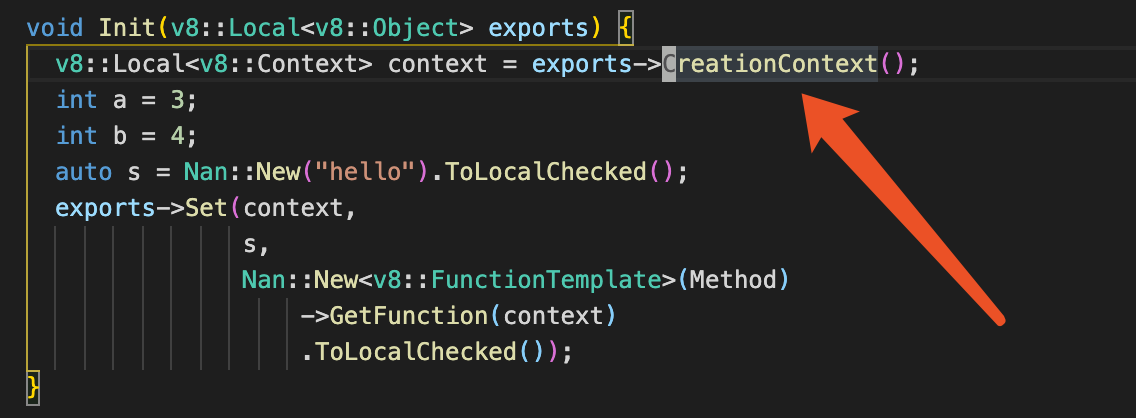 void Init(v8::Local<v8::Object> exports) {
v8::Local<v8::Context> context = exports->CreationContext();
int a = 3;
int b = 4;
auto s = Nan::New("hello").ToLocalChecked();
exports->Set(context,
s,
Nan::New<v8::FunctionTemplate>(Method)
->GetFunction(context)
.ToLocalChecked());
}